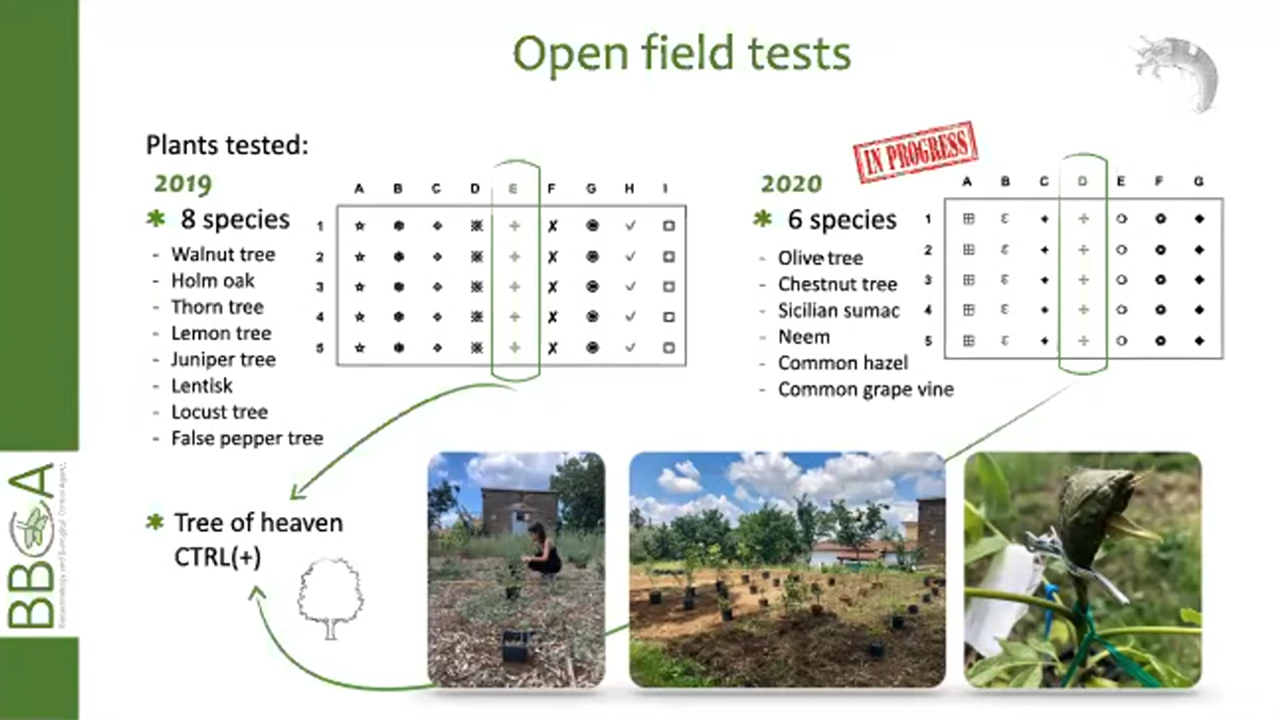 Open field tests
Plants tested:
IN PROGRESS
2019
8 species
- Walnut tree
- Holm oak
- Thorn tree
- Lemon tree
- Juniper tree
- Lentisk
- Locust tree
- False pepper tree
A B C D E F G H I
1
2
3
4
5
2020
6 species
- Olive tree
- Chestnut tree
- Sicilian sumac
- Neem
- Common hazel
- Common grape vine
A B C D E F G
1
2
3
4
5
Tree of heaven
CTRL(+)
BBCA